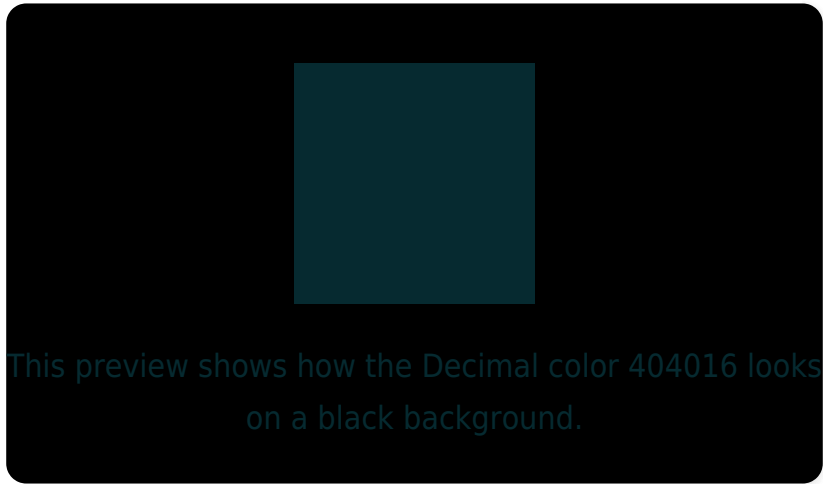 This preview shows how the Decimal color 404016 looks
on a black background.